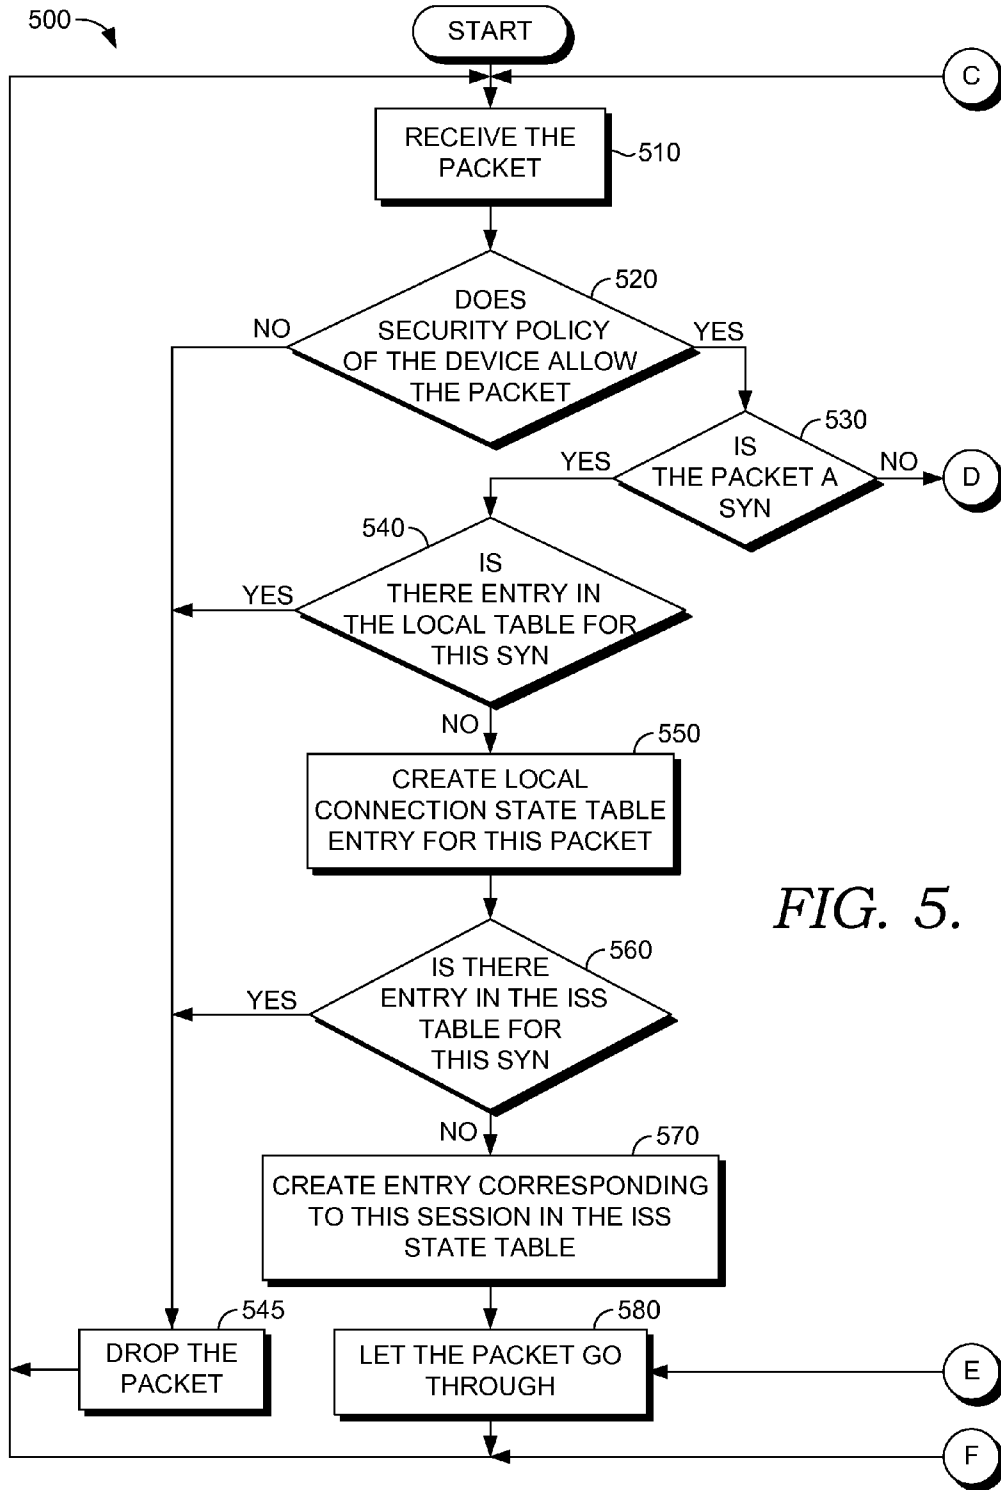 500
START
C
RECEIVE THE
PACKET
510
520
DOES
SECURITY POLICY
OF THE DEVICE ALLOW
THE PACKET
NO
YES
530
IS
THE PACKET A
SYN
YES
NO
D
540
IS
THERE ENTRY IN
THE LOCAL TABLE FOR
THIS SYN
YES
NO
550
CREATE LOCAL
CONNECTION STATE TABLE
ENTRY FOR THIS PACKET
FIG. 5.
560
IS THERE
ENTRY IN THE ISS
TABLE FOR
THIS SYN
YES
NO
570
CREATE ENTRY CORRESPONDING
TO THIS SESSION IN THE ISS
STATE TABLE
545
DROP THE
PACKET
580
LET THE PACKET GO
THROUGH
E
F